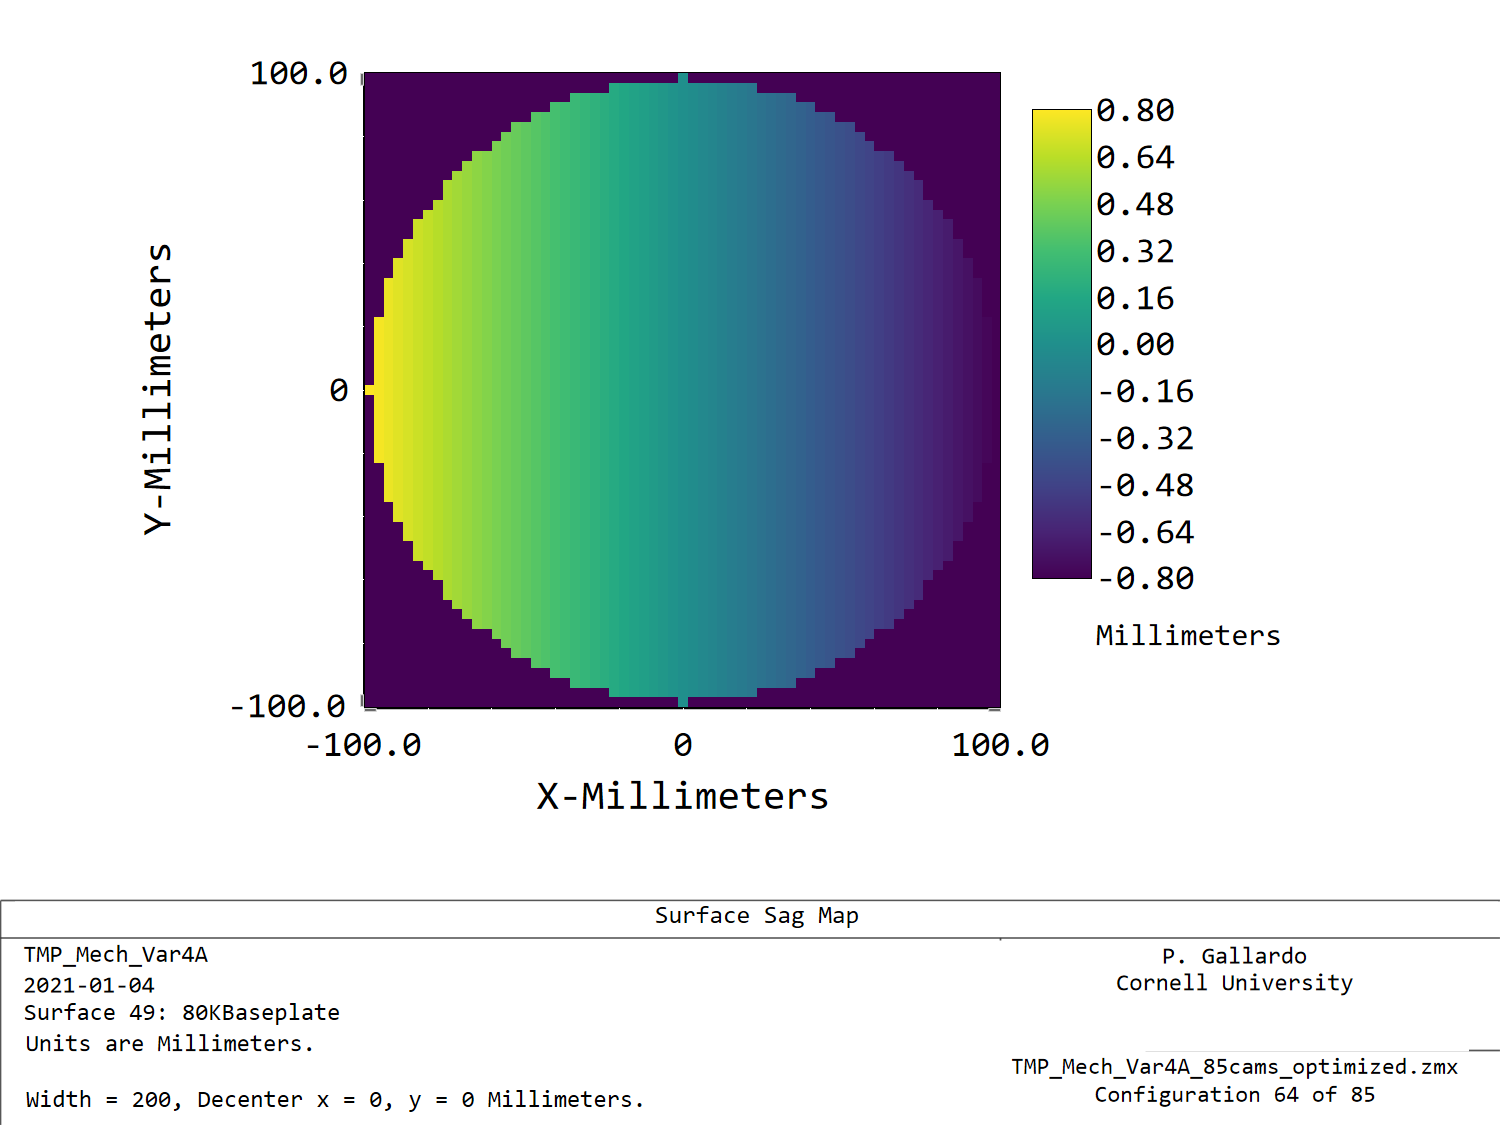 100.0
0
-100.0
Y-Millimeters
-100.0
0
100.0
X-Millimeters
0.80
0.64
0.48
0.32
0.16
0.00
-0.16
-0.32
-0.48
-0.64
-0.80
Millimeters
Surface Sag Map
TMP_Mech_Var4A
2021-01-04
Surface 49: 80KBaseplate
Units are Millimeters.
Width = 200, Decenter x = 0, y = 0 Millimeters.
P. Gallardo
Cornell University
TMP_Mech_Var4A_85cams_optimized.zmx
Configuration 64 of 85